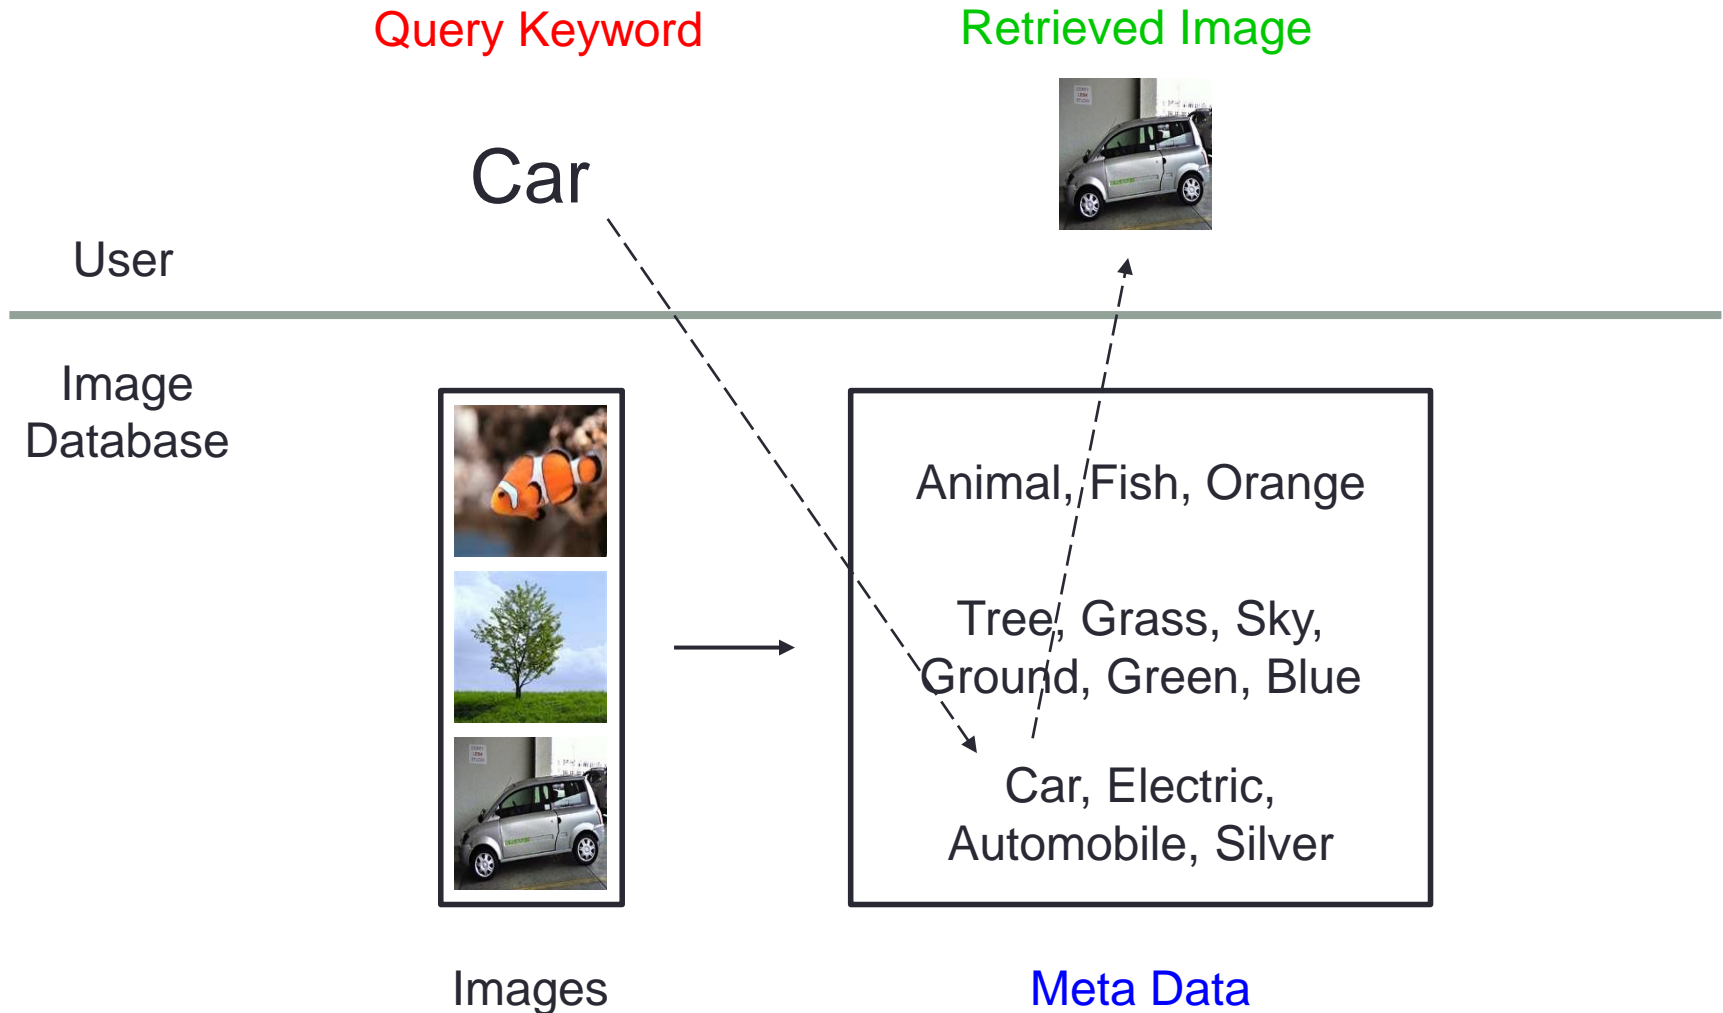 Query Keyword
Retrieved Image
Car
User
Image
Database
Animal, Fish, Orange
Tree, Grass, Sky,
Ground, Green, Blue
Car, Electric,
Automobile, Silver
Images
Meta Data